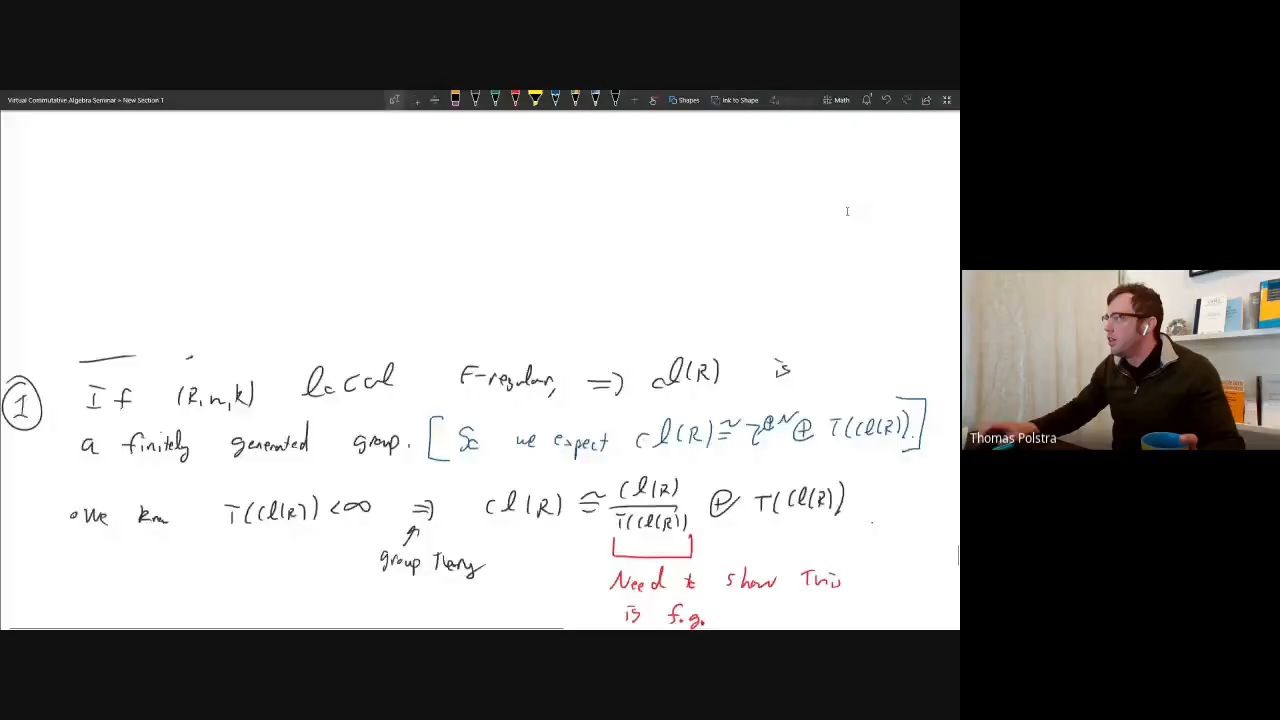 Virtual Commutative Algebra Seminar > New Section 1
Shapes
Ink to Shape
Math
① If (R,m,k) local F-regular, ⇒ Cl(R) is
a finitely generated group. [So we expect Cl(R) ≅ ℤ^{⊕N} ⊕ T(Cl(R)).]
• We know T(Cl(R)) < ∞ ⇒ Cl(R) ≅ Cl(R)/T(Cl(R)) ⊕ T(Cl(R))
↑
group Theory
Need to show This
is f.g.
Thomas Polstra